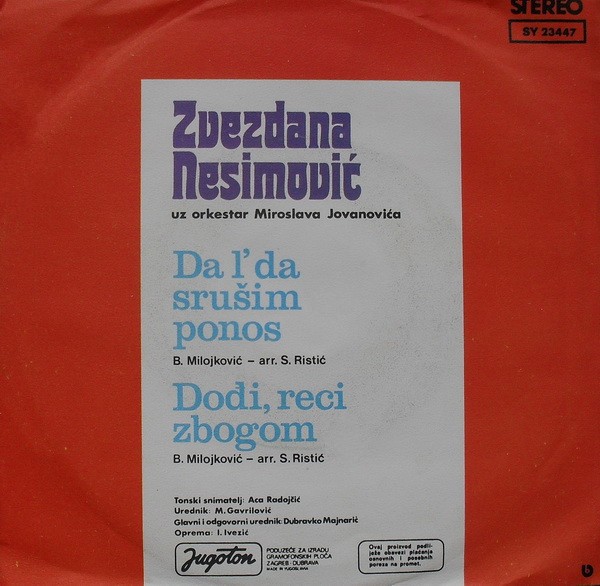 STEREO
SY 23447
Zvezdana
Nesimović
uz orkestar Miroslava Jovanovića
Da l' da
srušim
ponos
B. Milojković – arr. S. Ristić
Dođi, reci
zbogom
B. Milojković – arr. S. Ristić
Tonski snimatelj: Aca Radojčić
Urednik: M. Gavrilović
Glavni i odgovorni urednik Dubravko Majnarić
Oprema: I. Ivezić
Jugoton
PODUZEĆE ZA IZRADU
GRAMOFONSKIH PLOČA
ZAGREB - DUBRAVA
MADE IN YUGOSLAVIA
Ovaj proizvod podli-
ježe obavezi plaćanja
osnovnih i posebnih
poreza na promet.